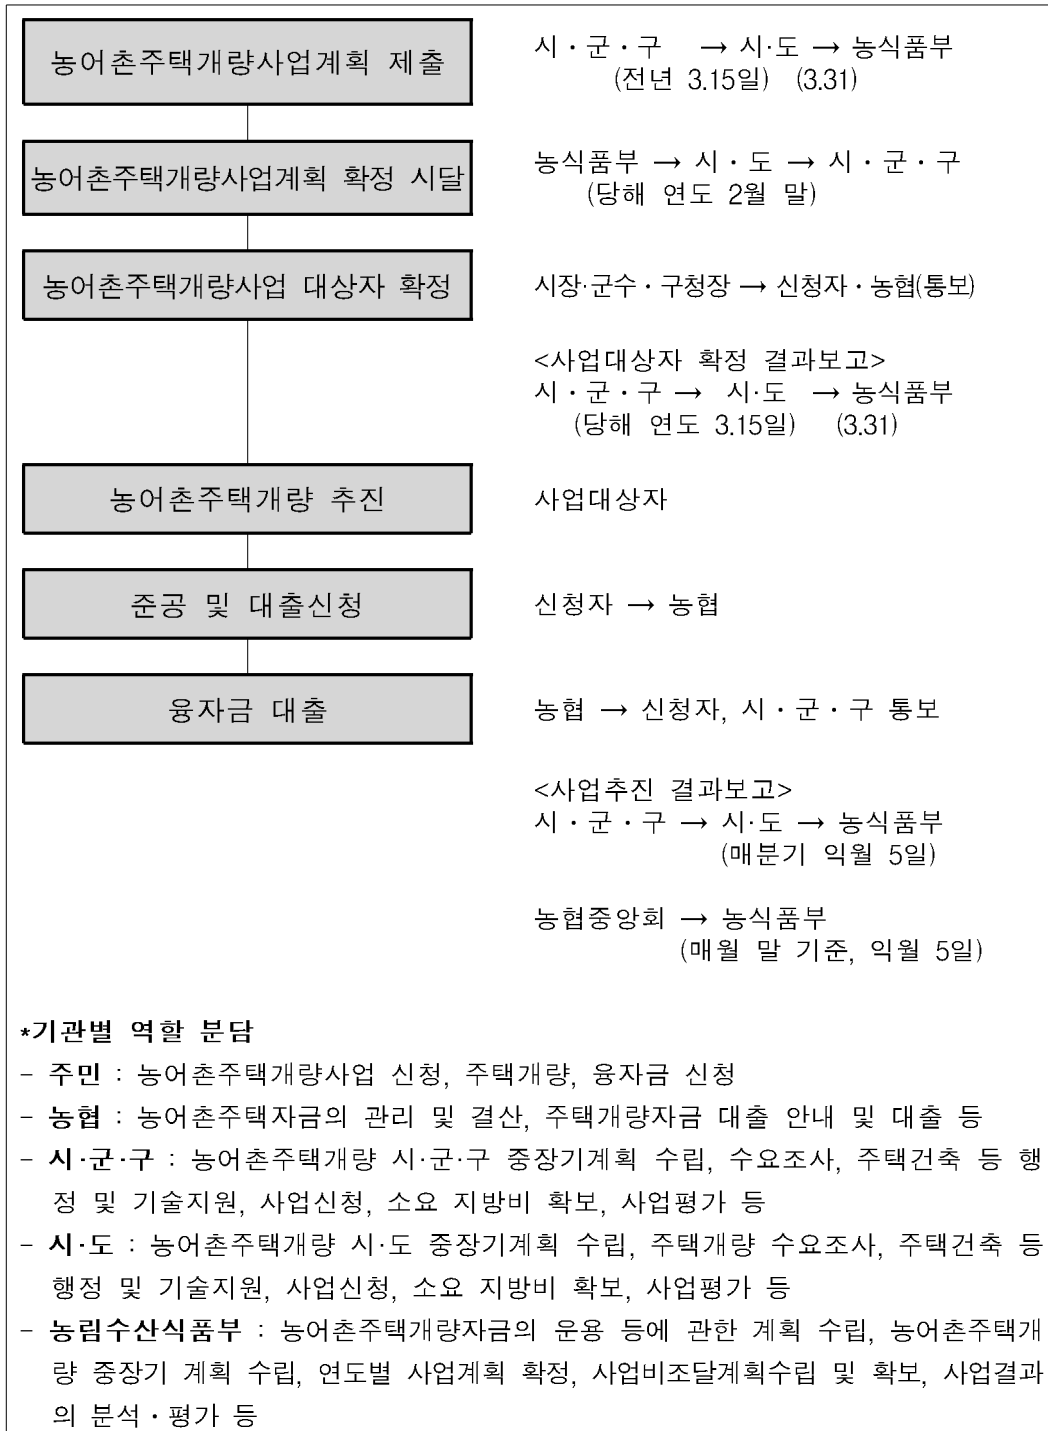 농어촌주택개량사업계획 제출
시・군・구 → 시·도 → 농식품부
(전년 3.15일) (3.31)
농어촌주택개량사업계획 확정 시달
농식품부 → 시・도 → 시・군・구
(당해 연도 2월 말)
농어촌주택개량사업 대상자 확정
시장·군수・구청장 → 신청자・농협(통보)
<사업대상자 확정 결과보고>
시・군・구 → 시·도 → 농식품부
(당해 연도 3.15일) (3.31)
농어촌주택개량 추진
사업대상자
준공 및 대출신청
신청자 → 농협
융자금 대출
농협 → 신청자, 시・군・구 통보
<사업추진 결과보고>
시・군・구 → 시·도 → 농식품부
(매분기 익월 5일)
농협중앙회 → 농식품부
(매월 말 기준, 익월 5일)
*기관별 역할 분담
- 주민 : 농어촌주택개량사업 신청, 주택개량, 융자금 신청
- 농협 : 농어촌주택자금의 관리 및 결산, 주택개량자금 대출 안내 및 대출 등
- 시·군·구 : 농어촌주택개량 시·군·구 중장기계획 수립, 수요조사, 주택건축 등 행
정 및 기술지원, 사업신청, 소요 지방비 확보, 사업평가 등
- 시·도 : 농어촌주택개량 시·도 중장기계획 수립, 주택개량 수요조사, 주택건축 등
행정 및 기술지원, 사업신청, 소요 지방비 확보, 사업평가 등
- 농림수산식품부 : 농어촌주택개량자금의 운용 등에 관한 계획 수립, 농어촌주택개
량 중장기 계획 수립, 연도별 사업계획 확정, 사업비조달계획수립 및 확보, 사업결과
의 분석・평가 등